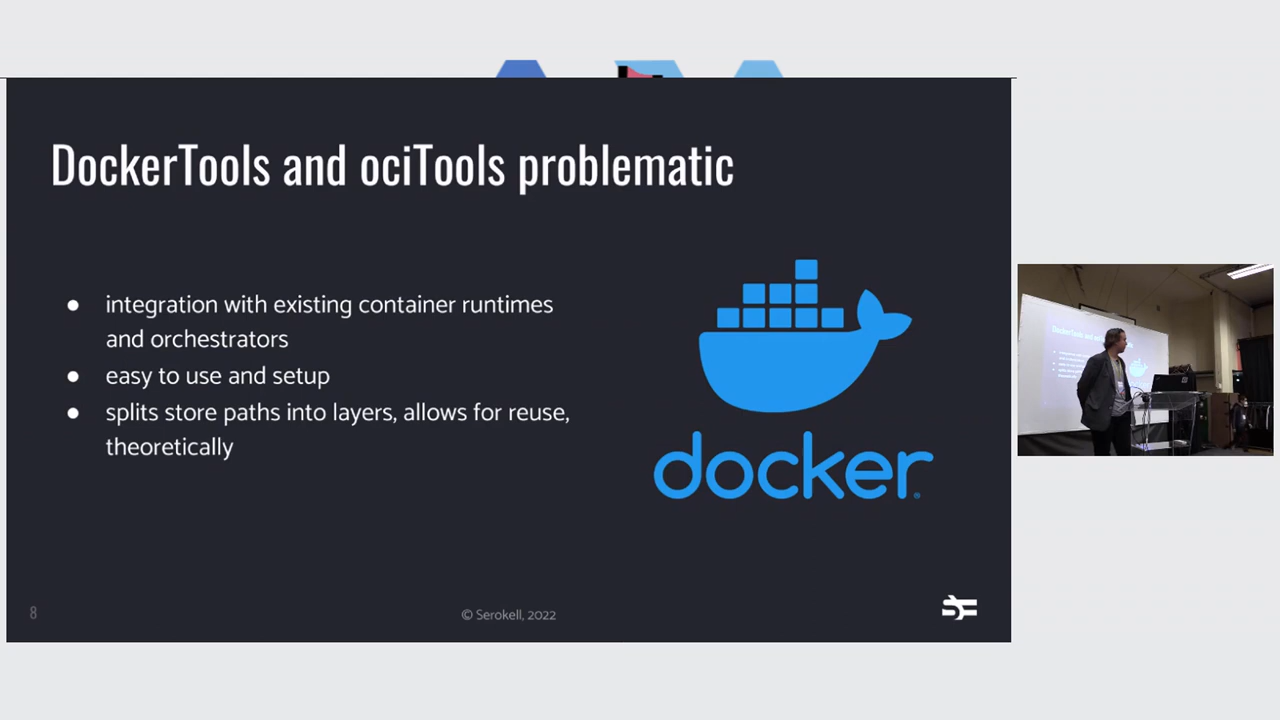 DockerTools and ociTools problematic
● integration with existing container runtimes
and orchestrators
● easy to use and setup
● splits store paths into layers, allows for reuse,
theoretically
docker®
8
© Serokell, 2022